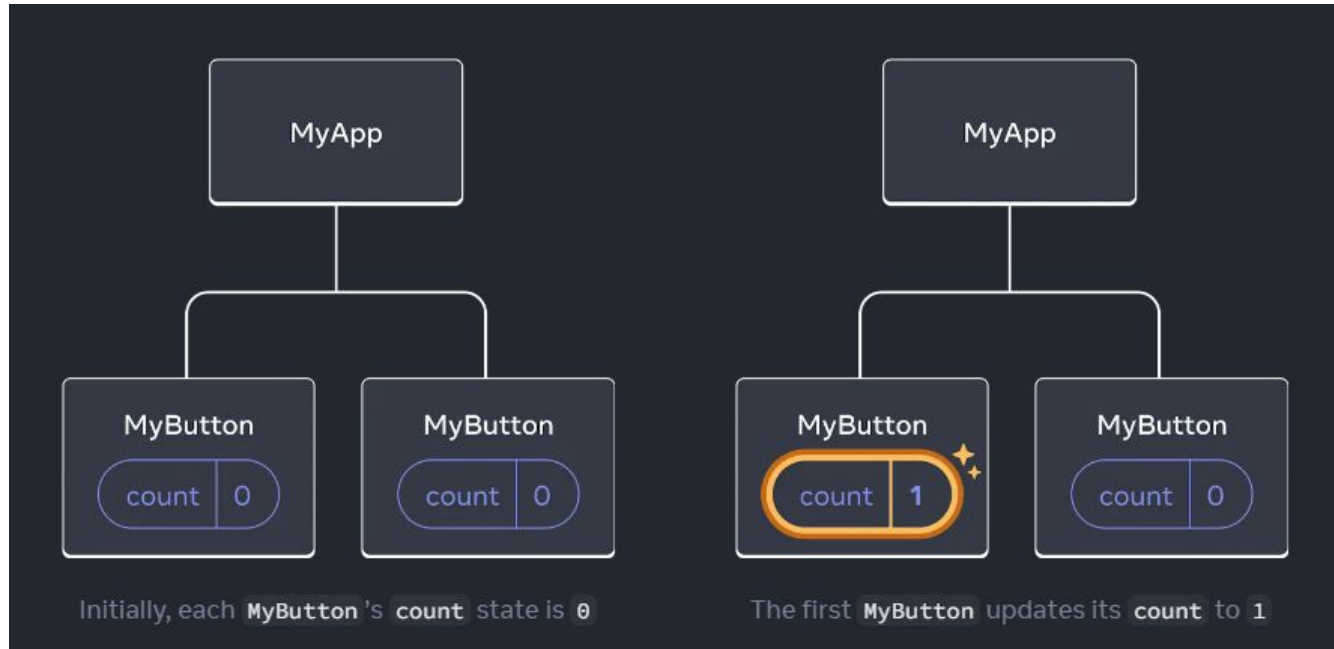 MyApp
MyButton
count 0
MyButton
count 0
Initially, each MyButton's count state is 0
MyApp
MyButton
count 1
MyButton
count 0
The first MyButton updates its count to 1